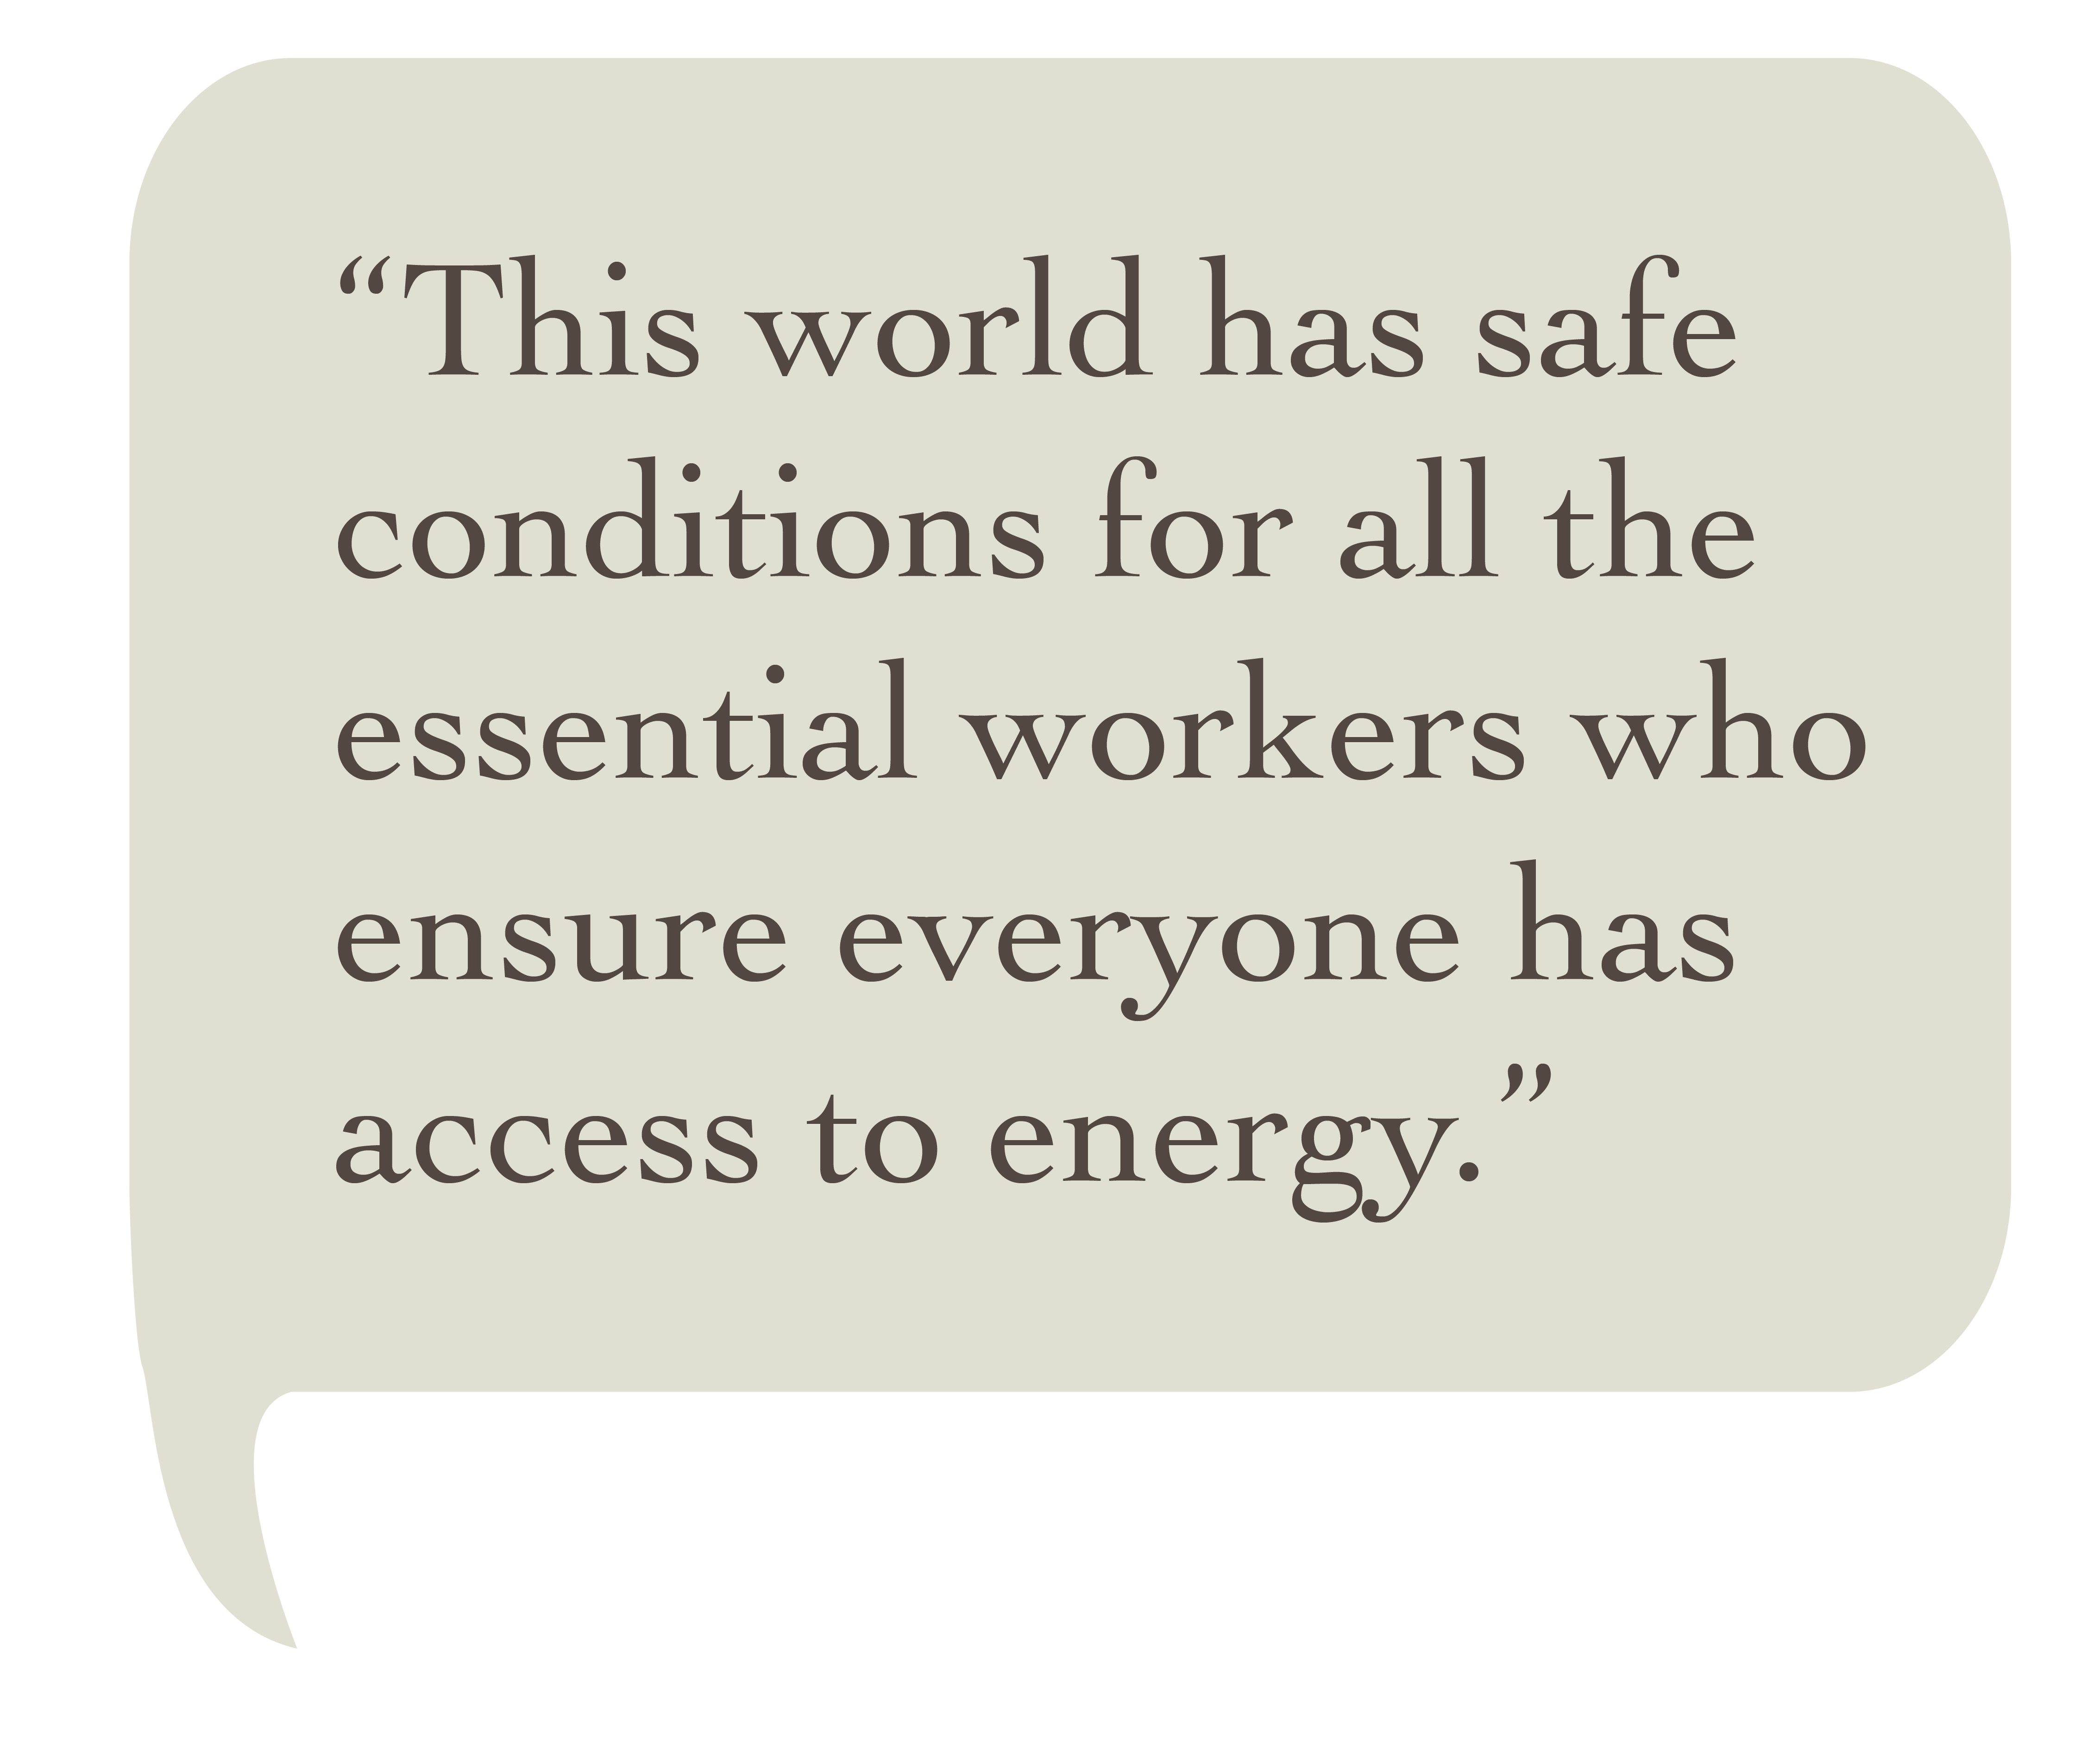 “This world has safe
conditions for all the
essential workers who
ensure everyone has
access to energy.”